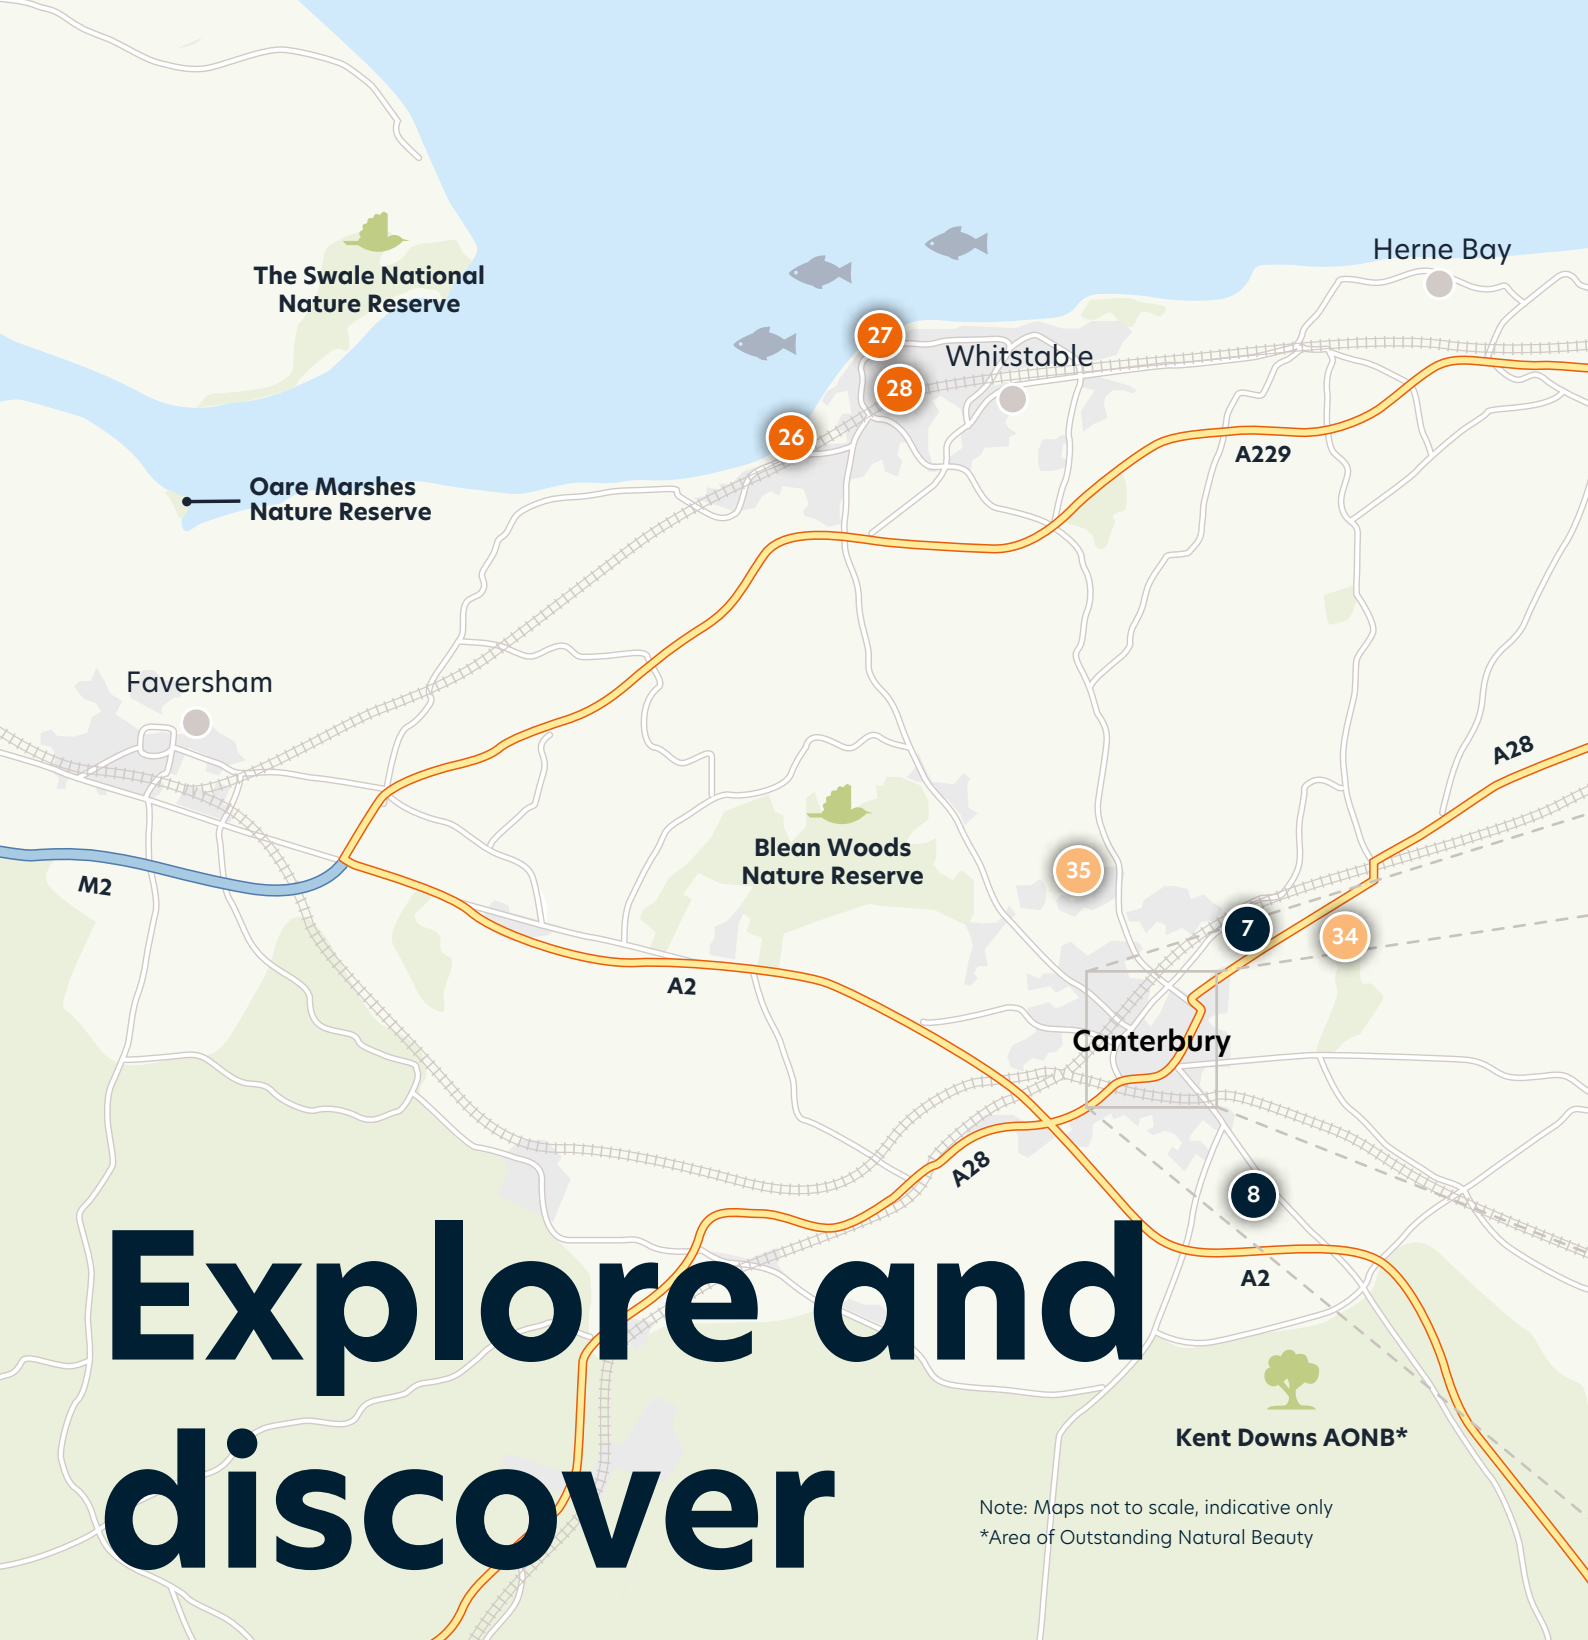 Herne Bay
The Swale National
Nature Reserve
27
Whitstable
28
26
A229
Oare Marshes
Nature Reserve
Faversham
A28
Blean Woods
Nature Reserve
35
M2
7
34
A2
Canterbury
A28
8
A2
Explore and
discover
Kent Downs AONB*
Note: Maps not to scale, indicative only
*Area of Outstanding Natural Beauty